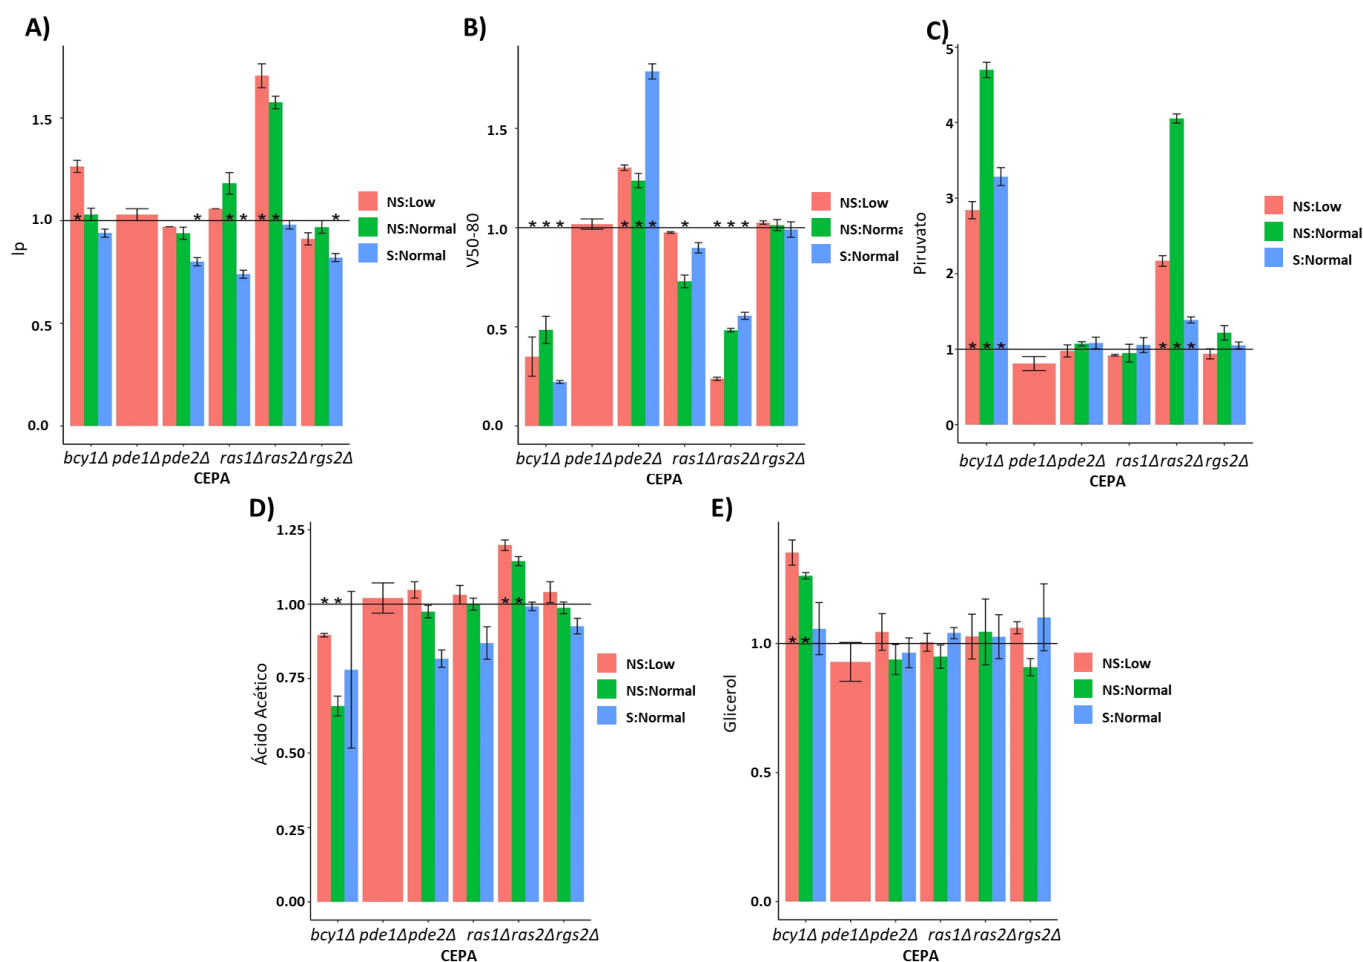 A)
Ip
1.5
1.0
0.5
0.0
* * * * * * *
bcy1Δ pde1Δ pde2Δ ras1Δ ras2Δ rgs2Δ
CEPA
NS:Low
NS:Normal
S:Normal
B)
V50-80
1.5
1.0
0.5
0.0
* * * * * * * * * *
bcy1Δ pde1Δ pde2Δ ras1Δ ras2Δ rgs2Δ
CEPA
NS:Low
NS:Norma
S:Normal
C)
Piruvato
5
4
3
2
1
0
* * * * * *
bcy1Δ pde1Δ pde2Δ ras1Δ ras2Δ rgs2Δ
CEPA
NS:Low
NS:Normal
S:Normal
D)
Ácido Acético
1.25
1.00
0.75
0.50
0.25
0.00
* * * *
bcy1Δ pde1Δ pde2Δ ras1Δ ras2Δ rgs2Δ
CEPA
NS:Low
NS:Normal
S:Normal
E)
Glicerol
1.0
0.5
0.0
* *
bcy1Δ pde1Δ pde2Δ ras1Δ ras2Δ rgs2Δ
CEPA
NS:Low
NS:Normal
S:Normal